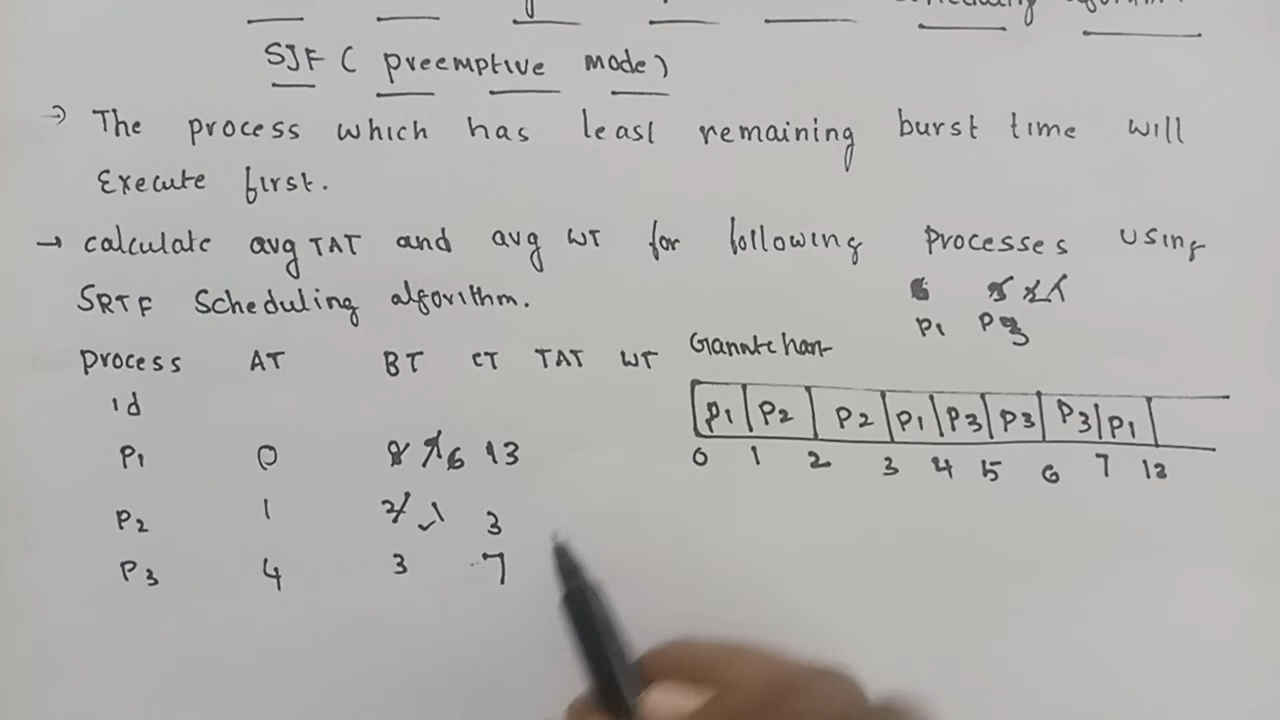 SJF ( preemptive mode )
→ The process which has least remaining burst time will
Execute first.
→ calculate avg TAT and avg WT for following processes using
SRTF Scheduling algorithm.
P1 P3
process AT BT CT TAT WT
id
P1 0 8 7 6 13
P2 1 2 1 3
P3 4 3 7
Ganntchart
P1 P2 P2 P1 P3 P3 P3 P1
0 1 2 3 4 5 6 7 13